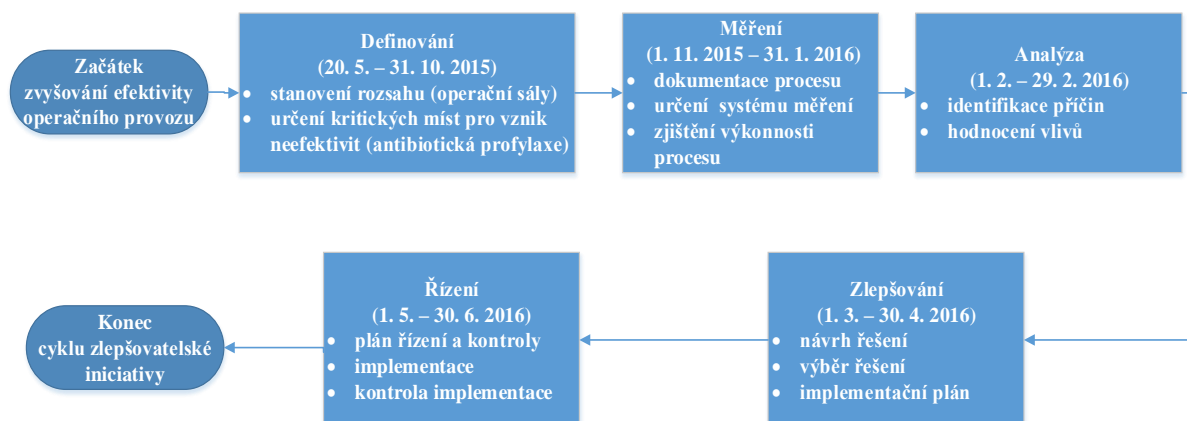 Začátek
zvyšování efektivity
operačního provozu
Definování
(20. 5. – 31. 10. 2015)
• stanovení rozsahu (operační sály)
• určení kritických míst pro vznik
neefektivit (antibiotická profylaxe)
Měření
(1. 11. 2015 – 31. 1. 2016)
• dokumentace procesu
• určení systému měření
• zjištění výkonnosti
procesu
Analýza
(1. 2. – 29. 2. 2016)
• identifikace příčin
• hodnocení vlivů
Zlepšování
(1. 3. – 30. 4. 2016)
• návrh řešení
• výběr řešení
• implementační plán
Řízení
(1. 5. – 30. 6. 2016)
• plán řízení a kontroly
• implementace
• kontrola implementace
Konec
cyklu zlepšovatelské
iniciativy